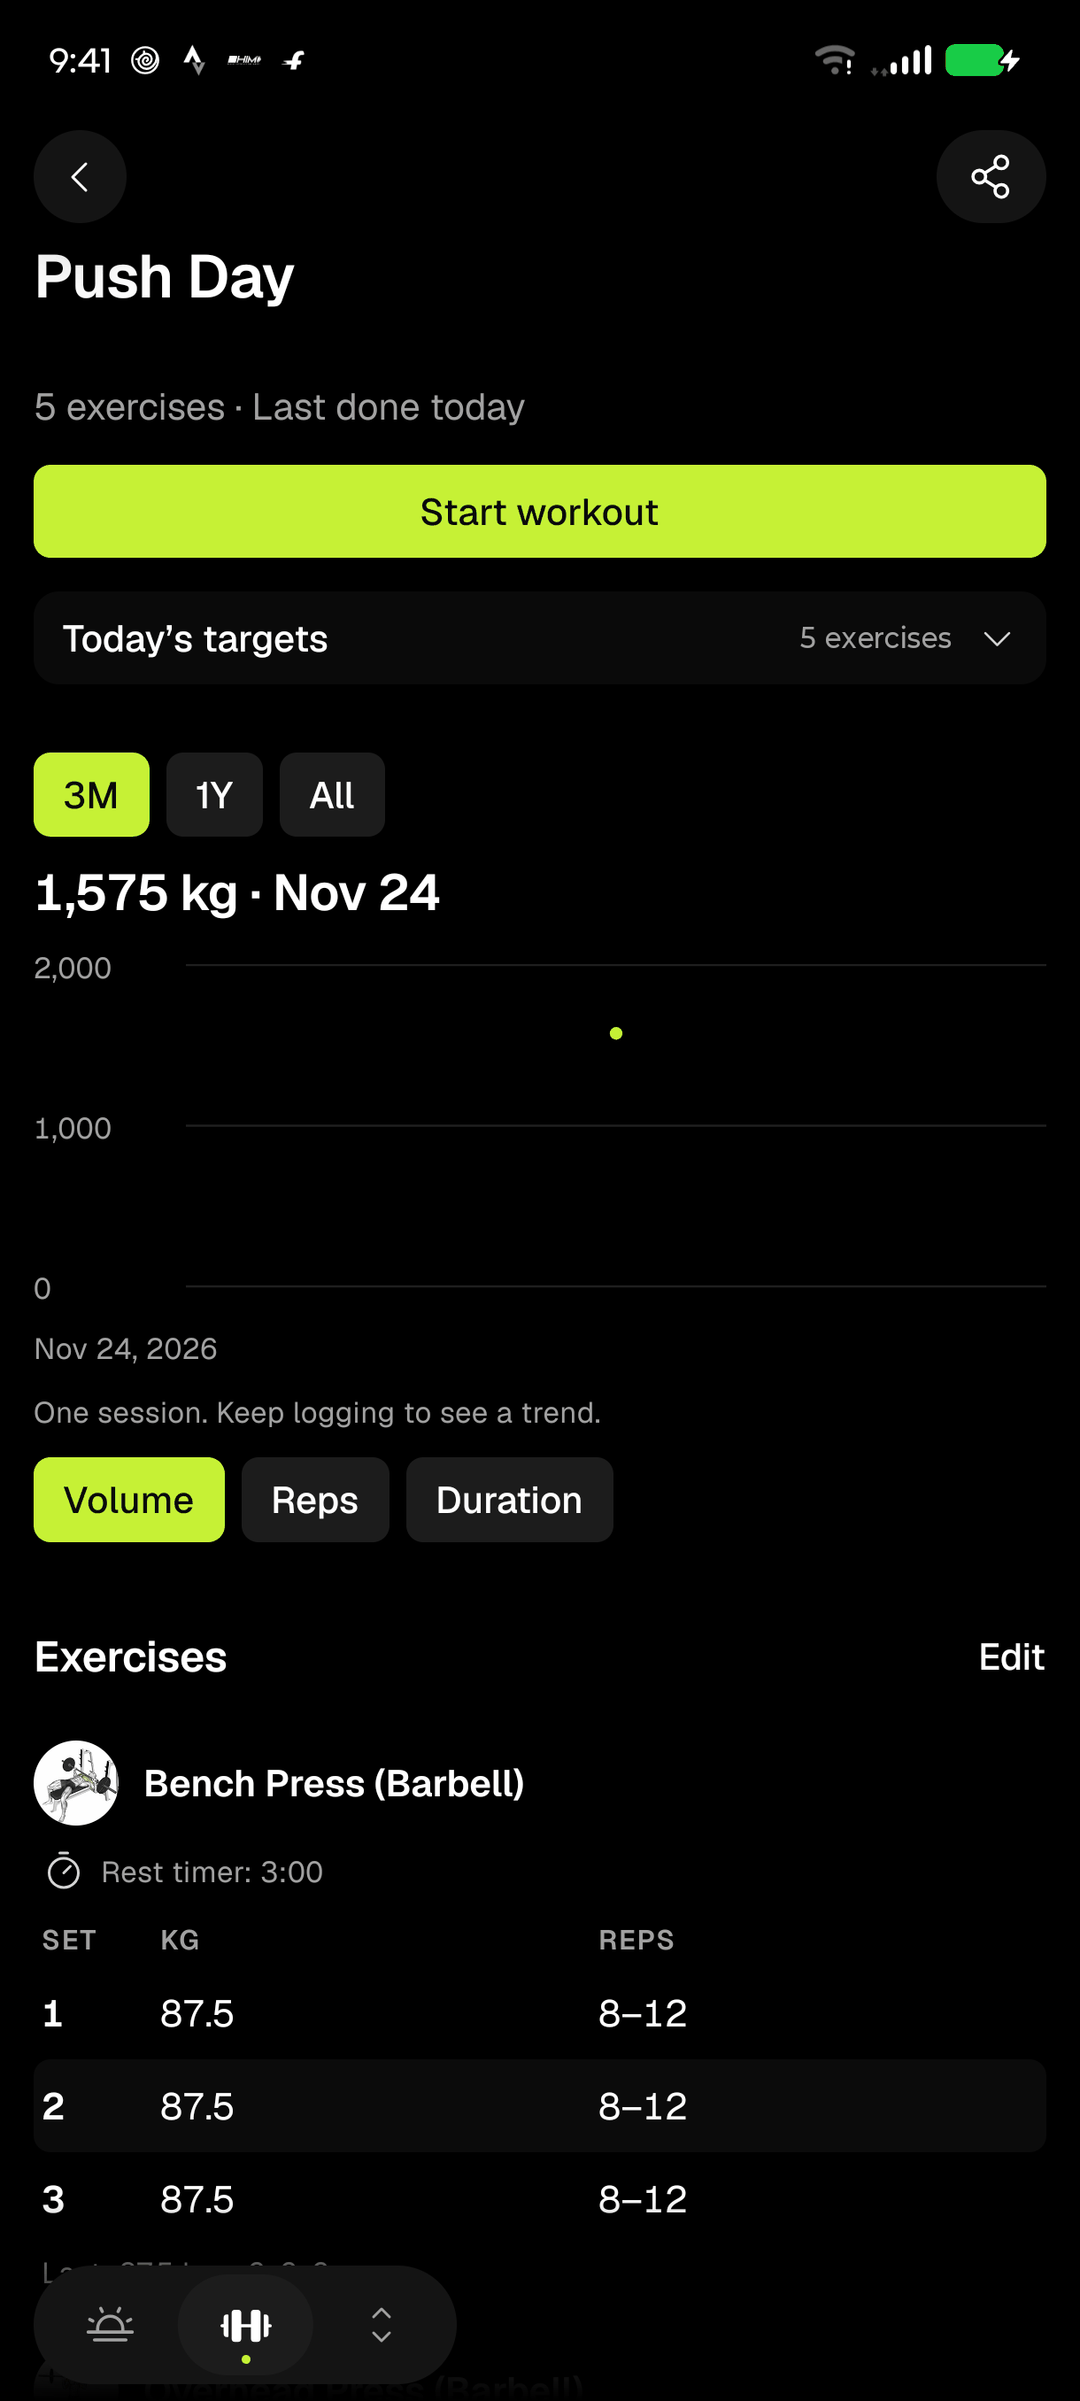 9:41
Push Day
5 exercises · Last done today
Start workout
Today’s targets 5 exercises
3M 1Y All
1,575 kg · Nov 24
2,000
1,000
0
Nov 24, 2026
One session. Keep logging to see a trend.
Volume Reps Duration
Exercises Edit
Bench Press (Barbell)
Rest timer: 3:00
SET KG REPS
1 87.5 8–12
2 87.5 8–12
3 87.5 8–12
Overhead Press (Barbell)